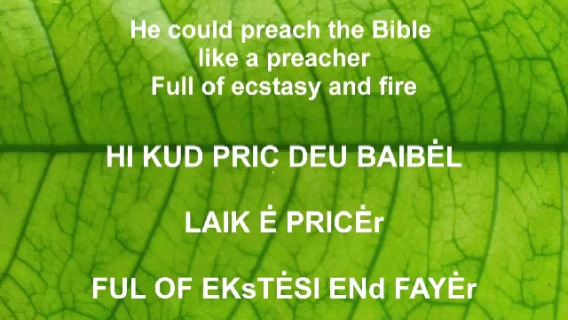 He could preach the Bible
like a preacher
Full of ecstasy and fire
HI KUD PRIC DEU BAIBĖL
LAIK Ė PRICĖr
FUL OF EKsTĖSI ENd FAYĖr